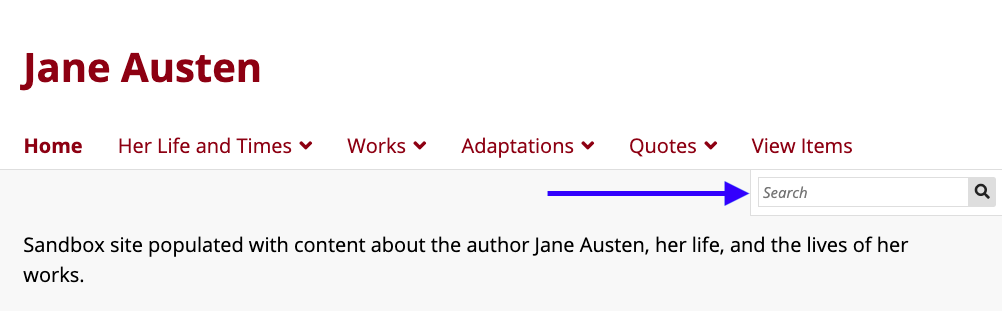 Jane Austen
Home Her Life and Times Works Adaptations Quotes View Items
Search
Sandbox site populated with content about the author Jane Austen, her life, and the lives of her
works.